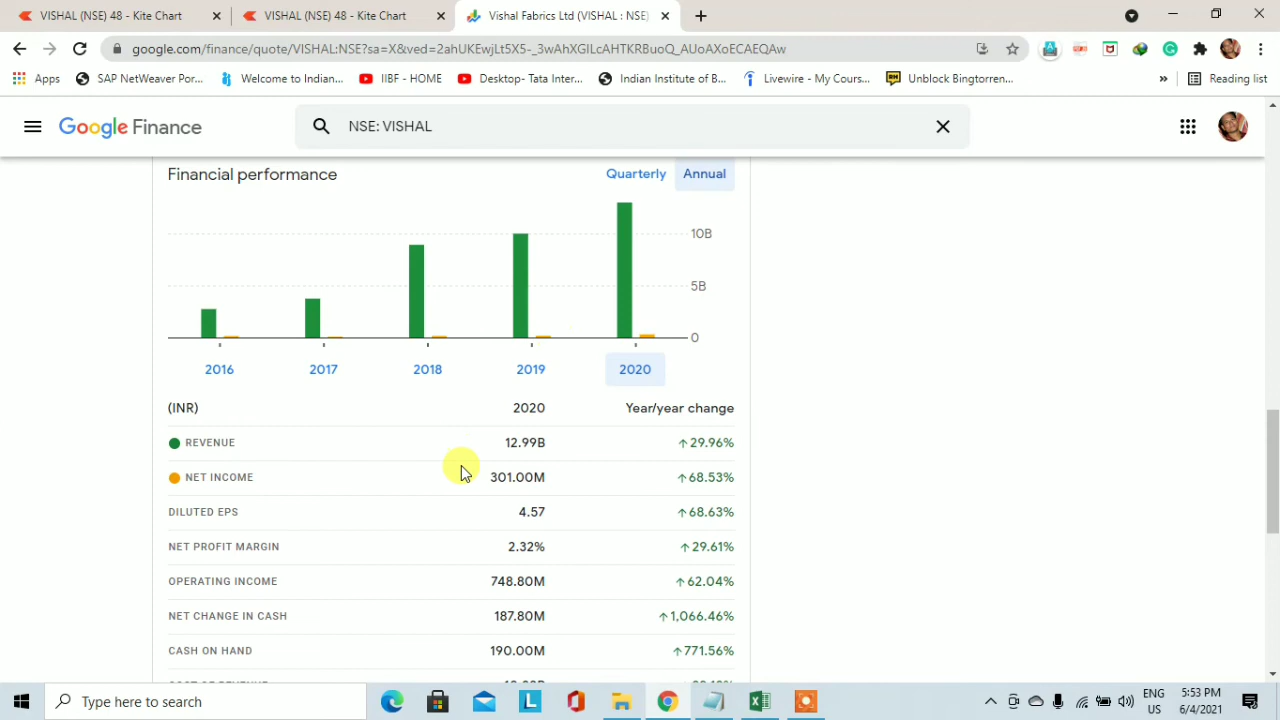 VISHAL (NSE) 48 - Kite Chart
VISHAL (NSE) 48 - Kite Chart
Vishal Fabrics Ltd (VISHAL : NSE)
google.com/finance/quote/VISHAL:NSE?sa=X&ved=2ahUKEwjLt5X5-_3wAhXGILcAHTKRBuoQ_AUoAXoECAEQAw
Apps
SAP NetWeaver Por...
Welcome to Indian...
IIBF - HOME
Desktop- Tata Inter...
Indian Institute of B...
Livewire - My Cours...
Unblock Bingtorren...
»
Reading list
Google Finance
NSE: VISHAL
Financial performance
Quarterly
Annual
10B
5B
0
2016 2017 2018 2019 2020
(INR) 2020 Year/year change
REVENUE 12.99B ↑29.96%
NET INCOME 301.00M ↑68.53%
DILUTED EPS 4.57 ↑68.63%
NET PROFIT MARGIN 2.32% ↑29.61%
OPERATING INCOME 748.80M ↑62.04%
NET CHANGE IN CASH 187.80M ↑1,066.46%
CASH ON HAND 190.00M ↑771.56%
Type here to search
ENG
US
5:53 PM
6/4/2021